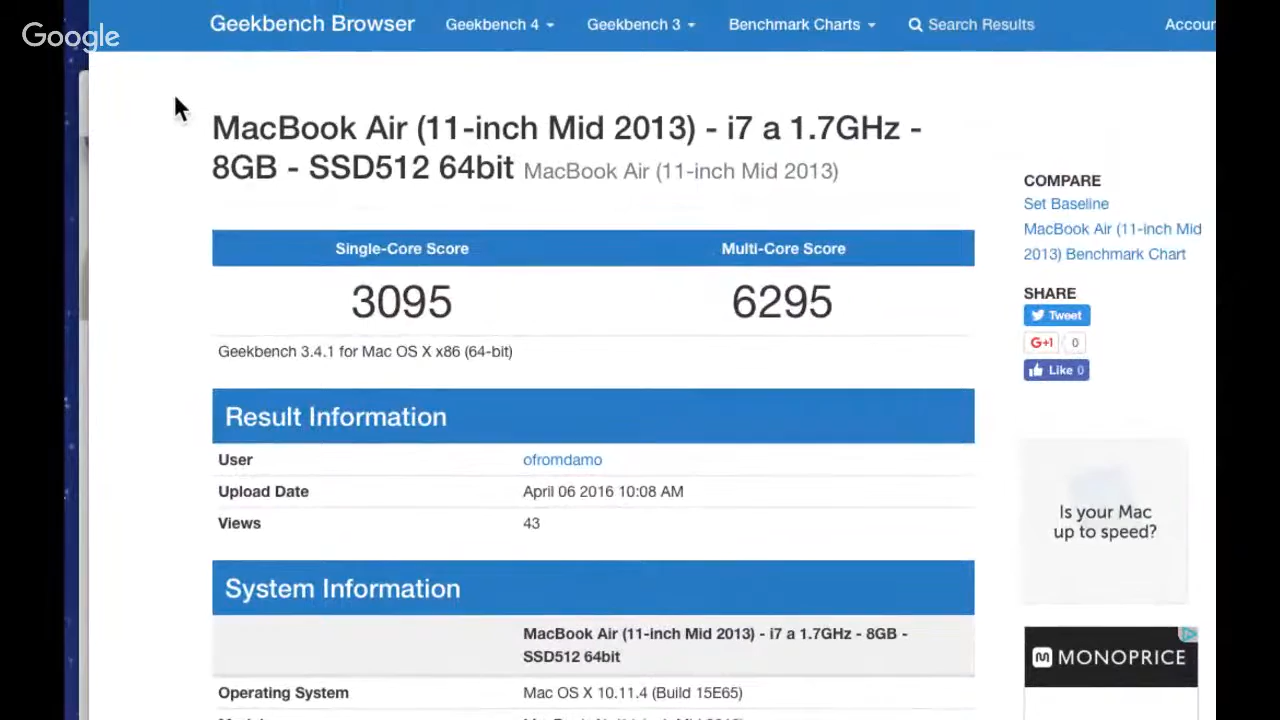 Google
Geekbench Browser
Geekbench 4
Geekbench 3
Benchmark Charts
Search Results
Accoun
MacBook Air (11-inch Mid 2013) - i7 a 1.7GHz -
8GB - SSD512 64bit MacBook Air (11-inch Mid 2013)
Single-Core Score
Multi-Core Score
3095
6295
Geekbench 3.4.1 for Mac OS X x86 (64-bit)
Result Information
User
ofromdamo
Upload Date
April 06 2016 10:08 AM
Views
43
System Information
MacBook Air (11-inch Mid 2013) - i7 a 1.7GHz - 8GB -
SSD512 64bit
Operating System
Mac OS X 10.11.4 (Build 15E65)
COMPARE
Set Baseline
MacBook Air (11-inch Mid
2013) Benchmark Chart
SHARE
Tweet
G+1
0
Like 0
Is your Mac
up to speed?
MONOPRICE